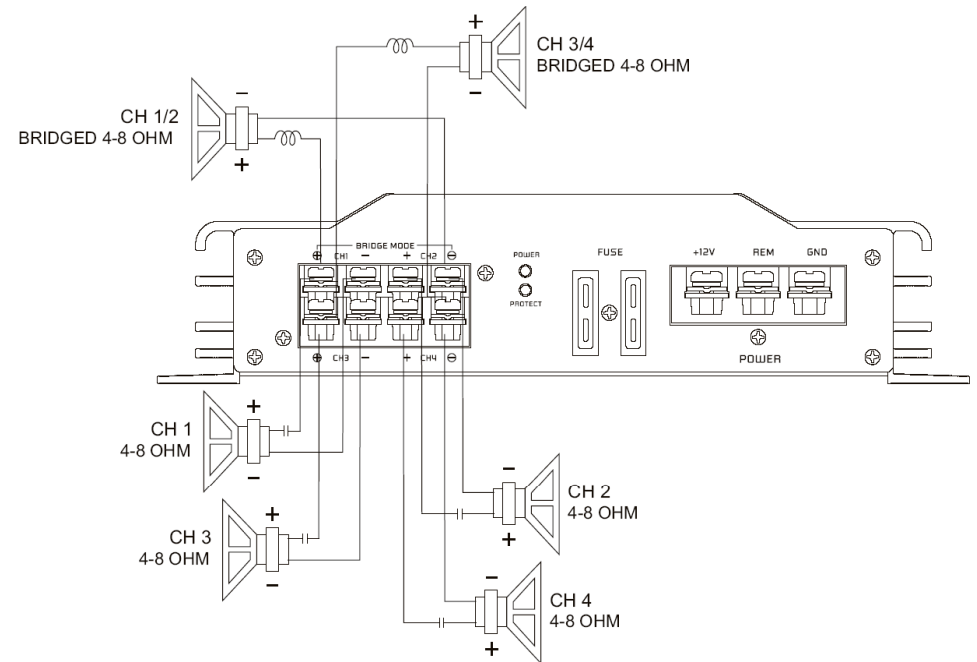 +
CH 3/4
BRIDGED 4-8 OHM
−
−
CH 1/2
BRIDGED 4-8 OHM
+
BRIDGE MODE
⊕ CH1 − + CH2 ⊖
POWER
PROTECT
FUSE
+12V REM GND
POWER
⊕ CH3 − + CH4 ⊖
+
CH 1
4-8 OHM
−
+
CH 3
4-8 OHM
−
−
CH 2
4-8 OHM
+
−
CH 4
4-8 OHM
+